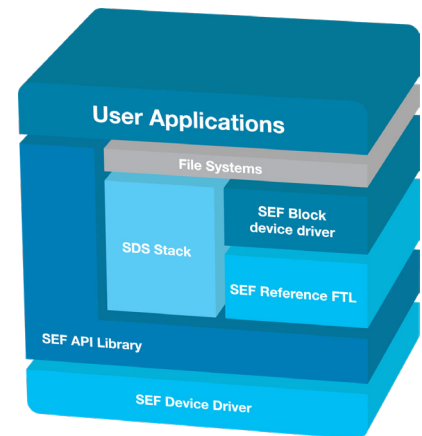 User Applications
File Systems
SDS Stack
SEF Block
device driver
SEF Reference FTL
SEF API Library
SEF Device Driver